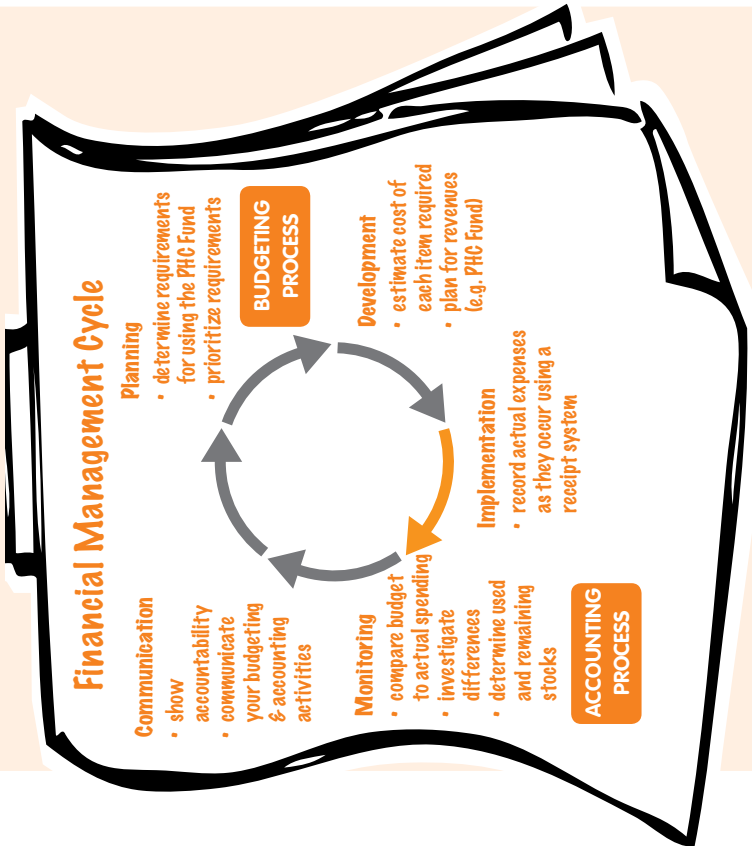 Financial Management Cycle
Planning
• determine requirements
for using the PHC Fund
• prioritize requirements
BUDGETING
PROCESS
Development
• estimate cost of
each item required
• plan for revenues
(e.g. PHC Fund)
Implementation
• record actual expenses
as they occur using a
receipt system
ACCOUNTING
PROCESS
Monitoring
• compare budget
to actual spending
• investigate
differences
• determine used
and remaining
stocks
Communication
• show
accountability
• communicate
your budgeting
& accounting
activities